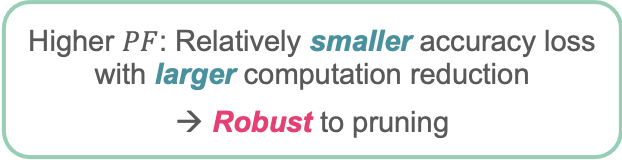 Higher PF: Relatively smaller accuracy loss
with larger computation reduction
→ Robust to pruning